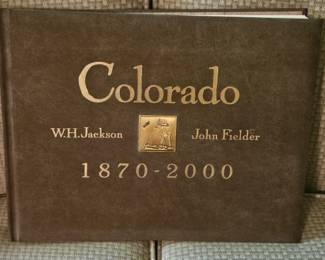 Colorado
W.H. Jackson John Fielder
1870-2000